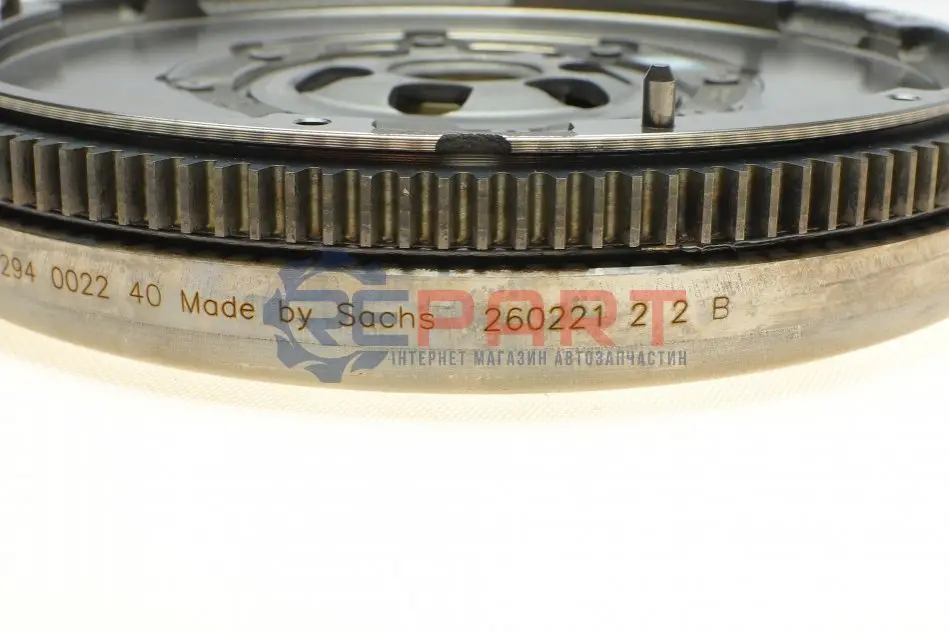 294 0022 40 Made by Sachs 260221 2 2 B
REPART
ІНТЕРНЕТ МАГАЗИН АВТОЗАПЧАСТИН